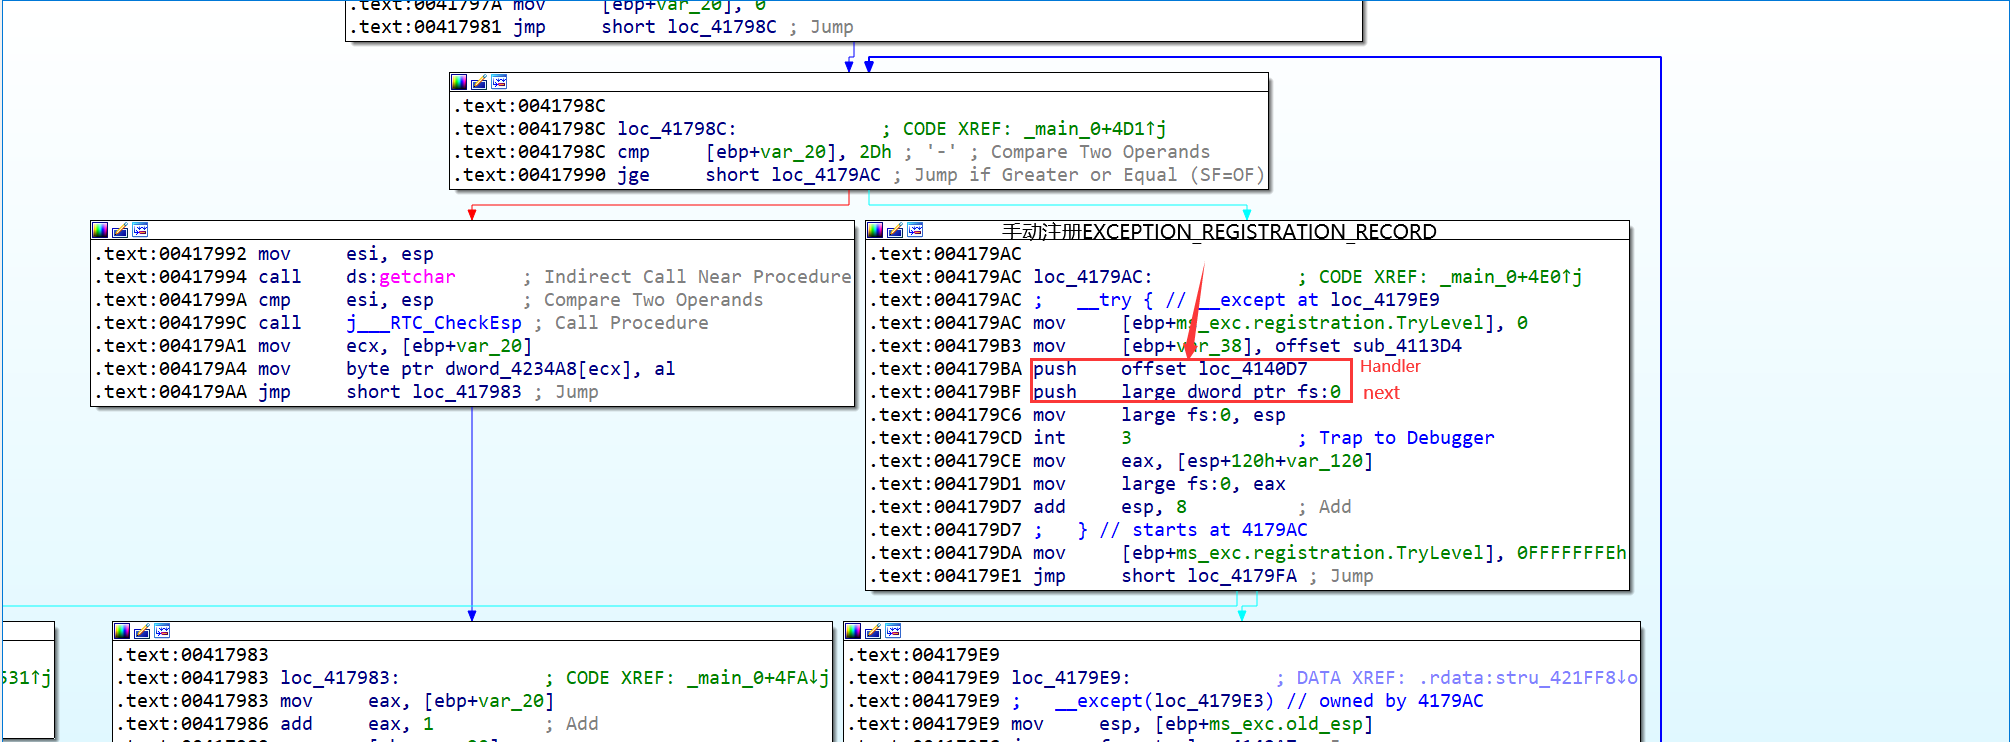 .text:0041797A mov [ebp+var_20], 0
.text:00417981 jmp short loc_41798C ; Jump
.text:0041798C
.text:0041798C loc_41798C: ; CODE XREF: _main_0+4D1↑j
.text:0041798C cmp [ebp+var_20], 2Dh ; '-' ; Compare Two Operands
.text:00417990 jge short loc_4179AC ; Jump if Greater or Equal (SF=OF)
.text:00417992 mov esi, esp
.text:00417994 call ds:getchar ; Indirect Call Near Procedure
.text:0041799A cmp esi, esp ; Compare Two Operands
.text:0041799C call j___RTC_CheckEsp ; Call Procedure
.text:004179A1 mov ecx, [ebp+var_20]
.text:004179A4 mov byte ptr dword_4234A8[ecx], al
.text:004179AA jmp short loc_417983 ; Jump
手动注册EXCEPTION_REGISTRATION_RECORD
.text:004179AC
.text:004179AC loc_4179AC: ; CODE XREF: _main_0+4E0↑j
.text:004179AC ; __try { // __except at loc_4179E9
.text:004179AC mov [ebp+ms_exc.registration.TryLevel], 0
.text:004179B3 mov [ebp+var_38], offset sub_4113D4
.text:004179BA push offset loc_4140D7 Handler
.text:004179BF push large dword ptr fs:0 next
.text:004179C6 mov large fs:0, esp
.text:004179CD int 3 ; Trap to Debugger
.text:004179CE mov eax, [esp+120h+var_120]
.text:004179D1 mov large fs:0, eax
.text:004179D7 add esp, 8 ; Add
.text:004179D7 ; } // starts at 4179AC
.text:004179DA mov [ebp+ms_exc.registration.TryLevel], 0FFFFFFFEh
.text:004179E1 jmp short loc_4179FA ; Jump
531↑j
.text:00417983
.text:00417983 loc_417983: ; CODE XREF: _main_0+4FA↓j
.text:00417983 mov eax, [ebp+var_20]
.text:00417986 add eax, 1 ; Add
.text:004179E9
.text:004179E9 loc_4179E9: ; DATA XREF: .rdata:stru_421FF8↓o
.text:004179E9 ; __except(loc_4179E3) // owned by 4179AC
.text:004179E9 mov esp, [ebp+ms_exc.old_esp]